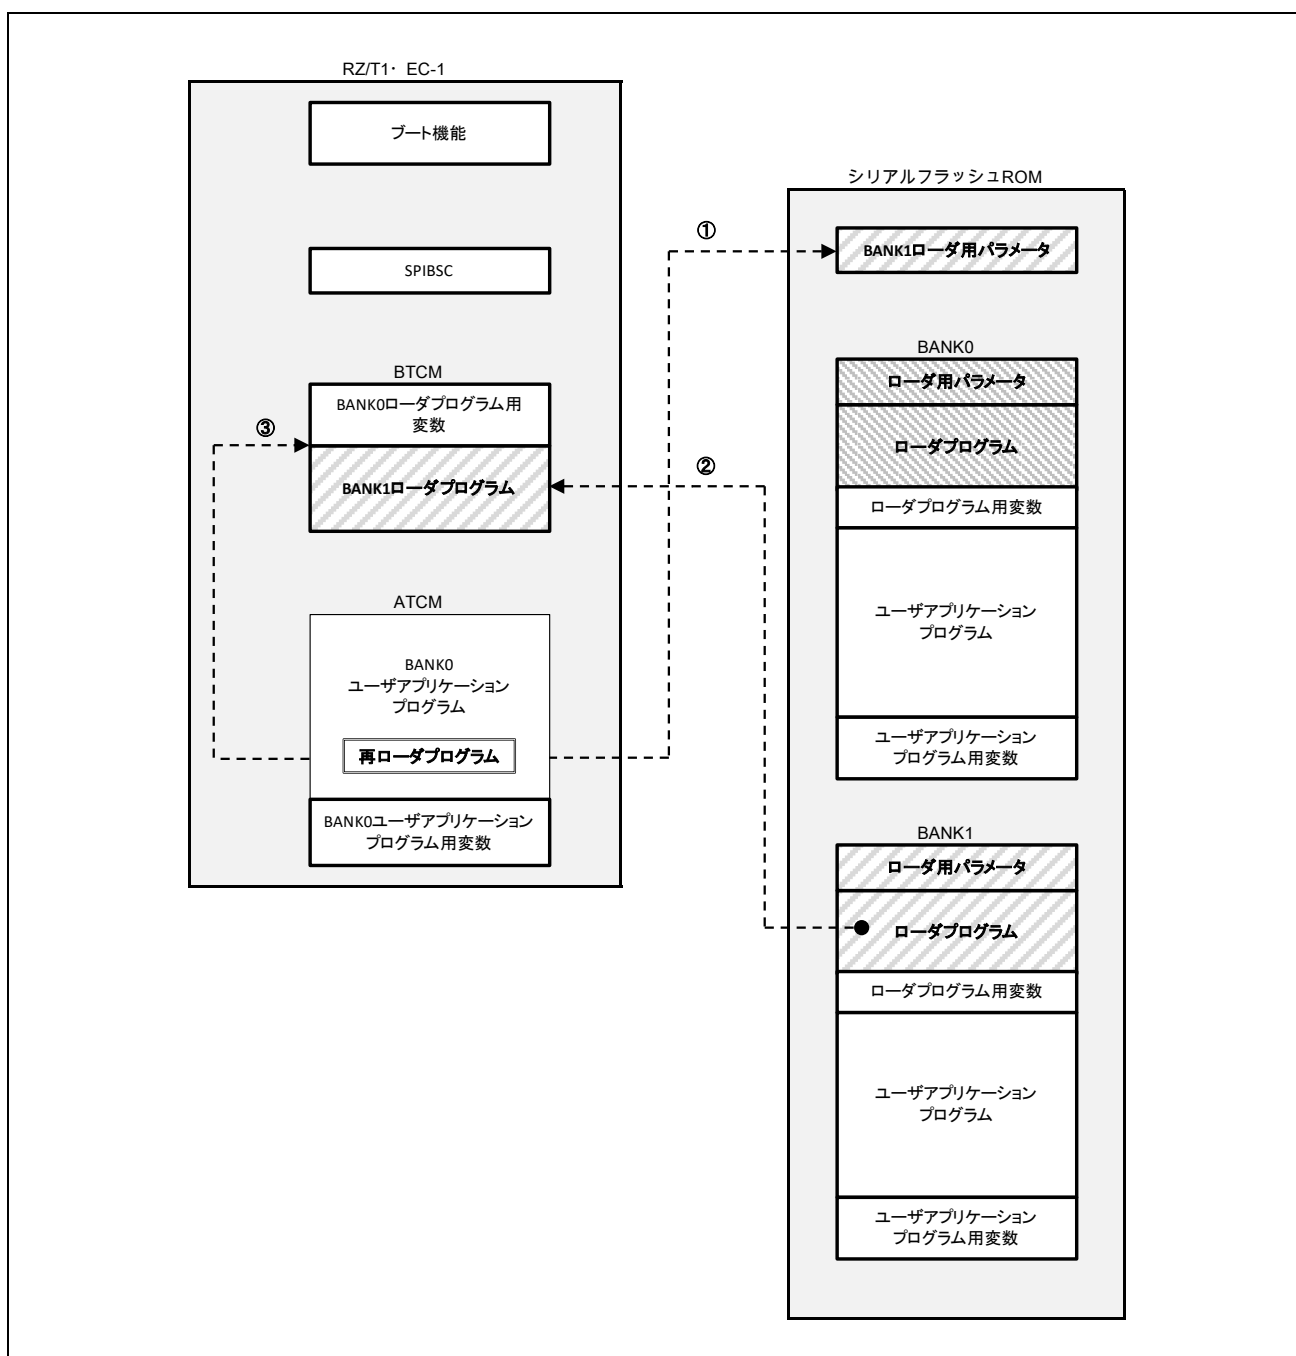 RZ/T1・ EC-1
ブート機能
SPIBSC
BTCM
BANK0ローダプログラム用
変数
③
BANK1ローダプログラム
ATCM
BANK0
ユーザアプリケーション
プログラム
再ローダプログラム
BANK0ユーザアプリケーション
プログラム用変数
①
②
シリアルフラッシュROM
BANK1ローダ用パラメータ
BANK0
ローダ用パラメータ
ローダプログラム
ローダプログラム用変数
ユーザアプリケーション
プログラム
ユーザアプリケーション
プログラム用変数
BANK1
ローダ用パラメータ
ローダプログラム
ローダプログラム用変数
ユーザアプリケーション
プログラム
ユーザアプリケーション
プログラム用変数